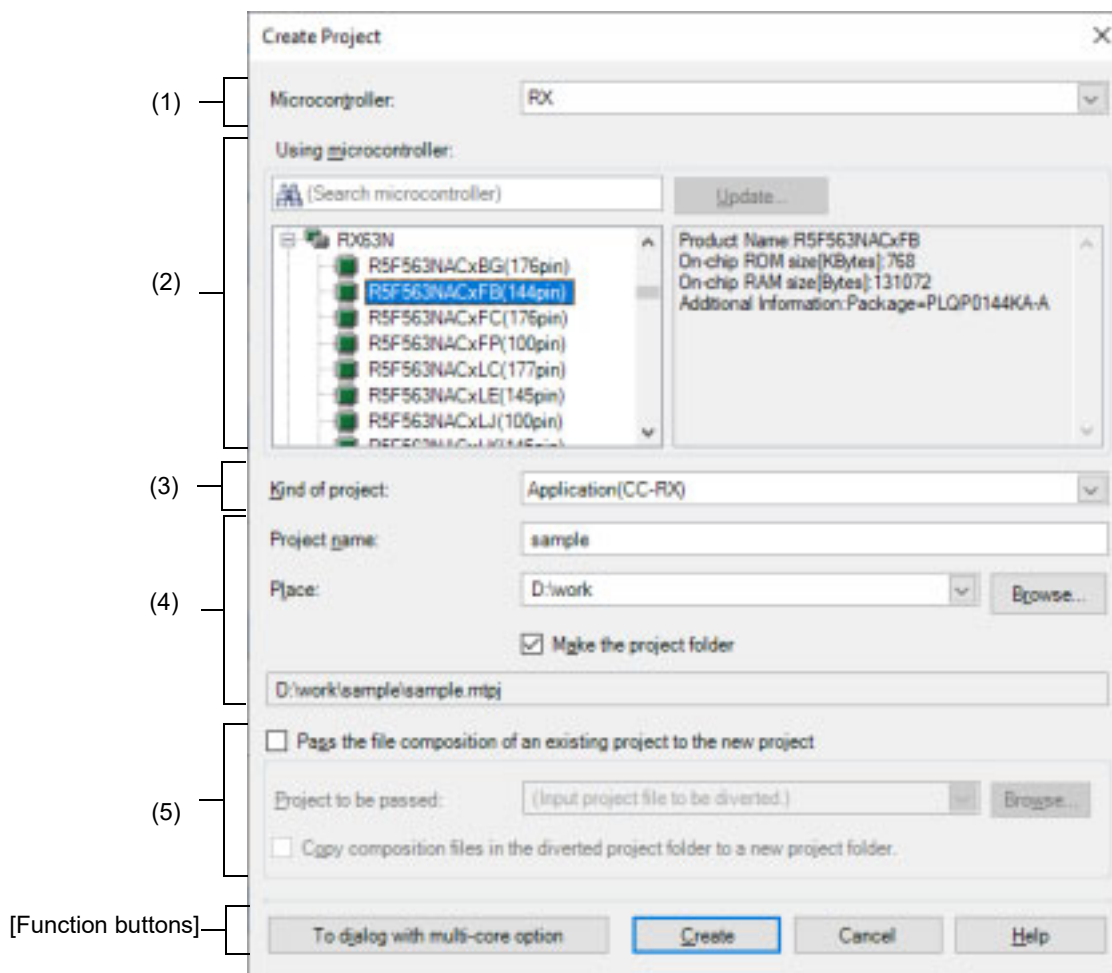 Create Project
(1)
Microcontroller:
RX
Using microcontroller:
(2)
(Search microcontroller)
Update...
RX63N
R5F563NACxBG(176pin)
R5F563NACxFB(144pin)
R5F563NACxFC(176pin)
R5F563NACxFP(100pin)
R5F563NACxLC(177pin)
R5F563NACxLE(145pin)
R5F563NACxLJ(100pin)
Product Name:R5F563NACxFB
On-chip ROM size[KBytes]:768
On-chip RAM size[Bytes]:131072
Additional Information:Package=PLQP0144KA-A
(3)
Kind of project:
Application(CC-RX)
(4)
Project name:
sample
Place:
D:\work
Browse...
Make the project folder
D:\work\sample\sample.mtpj
(5)
Pass the file composition of an existing project to the new project
Project to be passed:
(Input project file to be diverted.)
Browse...
Copy composition files in the diverted project folder to a new project folder.
[Function buttons]
To dialog with multi-core option
Create
Cancel
Help